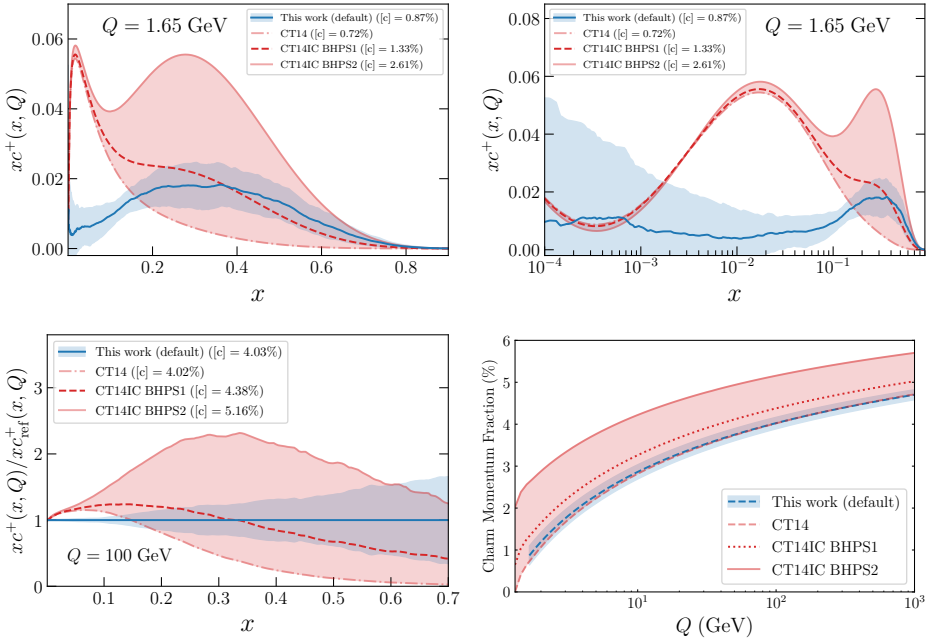 Q = 1.65 GeV
This work (default) ([c] = 0.87%)
CT14 ([c] = 0.72%)
CT14IC BHPS1 ([c] = 1.33%)
CT14IC BHPS2 ([c] = 2.61%)
xc⁺(x, Q)
0.06
0.04
0.02
0.00
0.2 0.4 0.6 0.8
x
This work (default) ([c] = 0.87%)
CT14 ([c] = 0.72%)
CT14IC BHPS1 ([c] = 1.33%)
CT14IC BHPS2 ([c] = 2.61%)
Q = 1.65 GeV
xc⁺(x, Q)
0.08
0.06
0.04
0.02
0.00
10⁻⁴ 10⁻³ 10⁻² 10⁻¹
x
This work (default) ([c] = 4.03%)
CT14 ([c] = 4.02%)
CT14IC BHPS1 ([c] = 4.38%)
CT14IC BHPS2 ([c] = 5.16%)
xc⁺(x, Q)/xc⁺ref(x, Q)
3
2
1
0
Q = 100 GeV
0.1 0.2 0.3 0.4 0.5 0.6 0.7
x
Charm Momentum Fraction (%)
6
5
4
3
2
1
0
This work (default)
CT14
CT14IC BHPS1
CT14IC BHPS2
10¹ 10² 10³
Q (GeV)